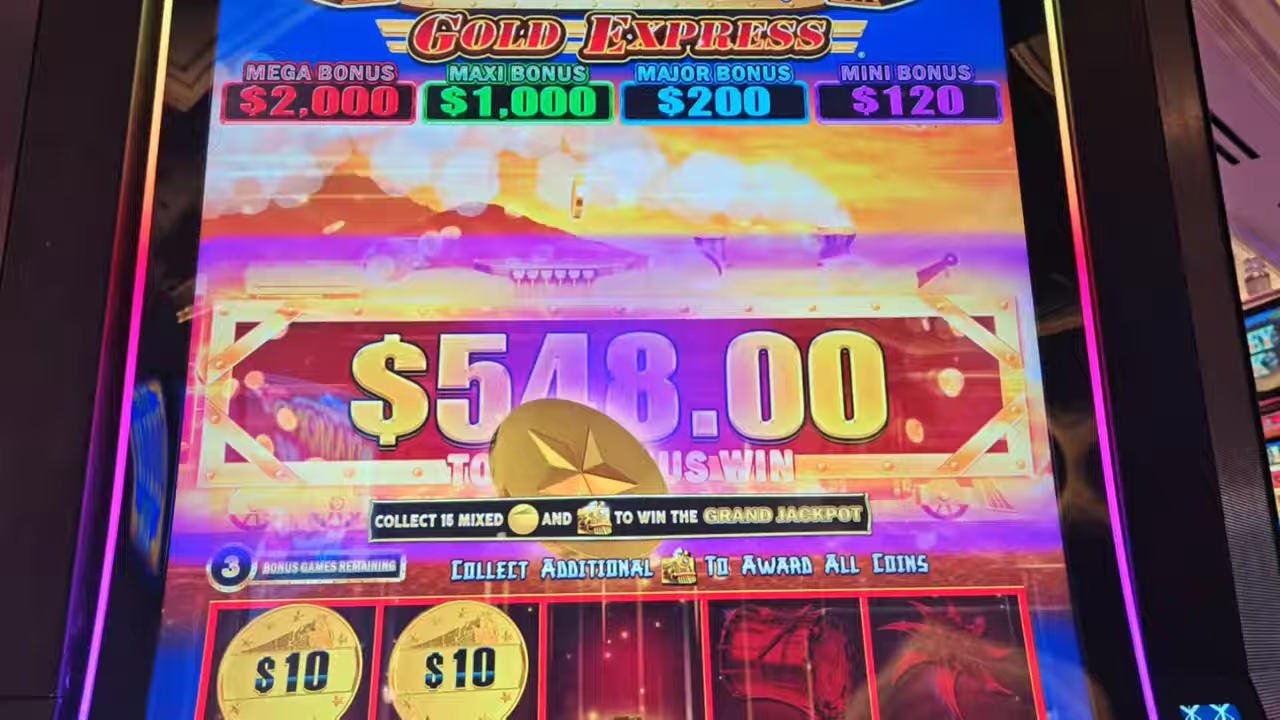 GOLD EXPRESS
MEGA BONUS
$2,000
MAXI BONUS
$1,000
MAJOR BONUS
$200
MINI BONUS
$120
$548.00
WIN
COLLECT 15 MIXED AND TO WIN THE GRAND JACKPOT
3 BONUS GAMES REMAINING
COLLECT ADDITIONAL TO AWARD ALL COINS
$10
$10